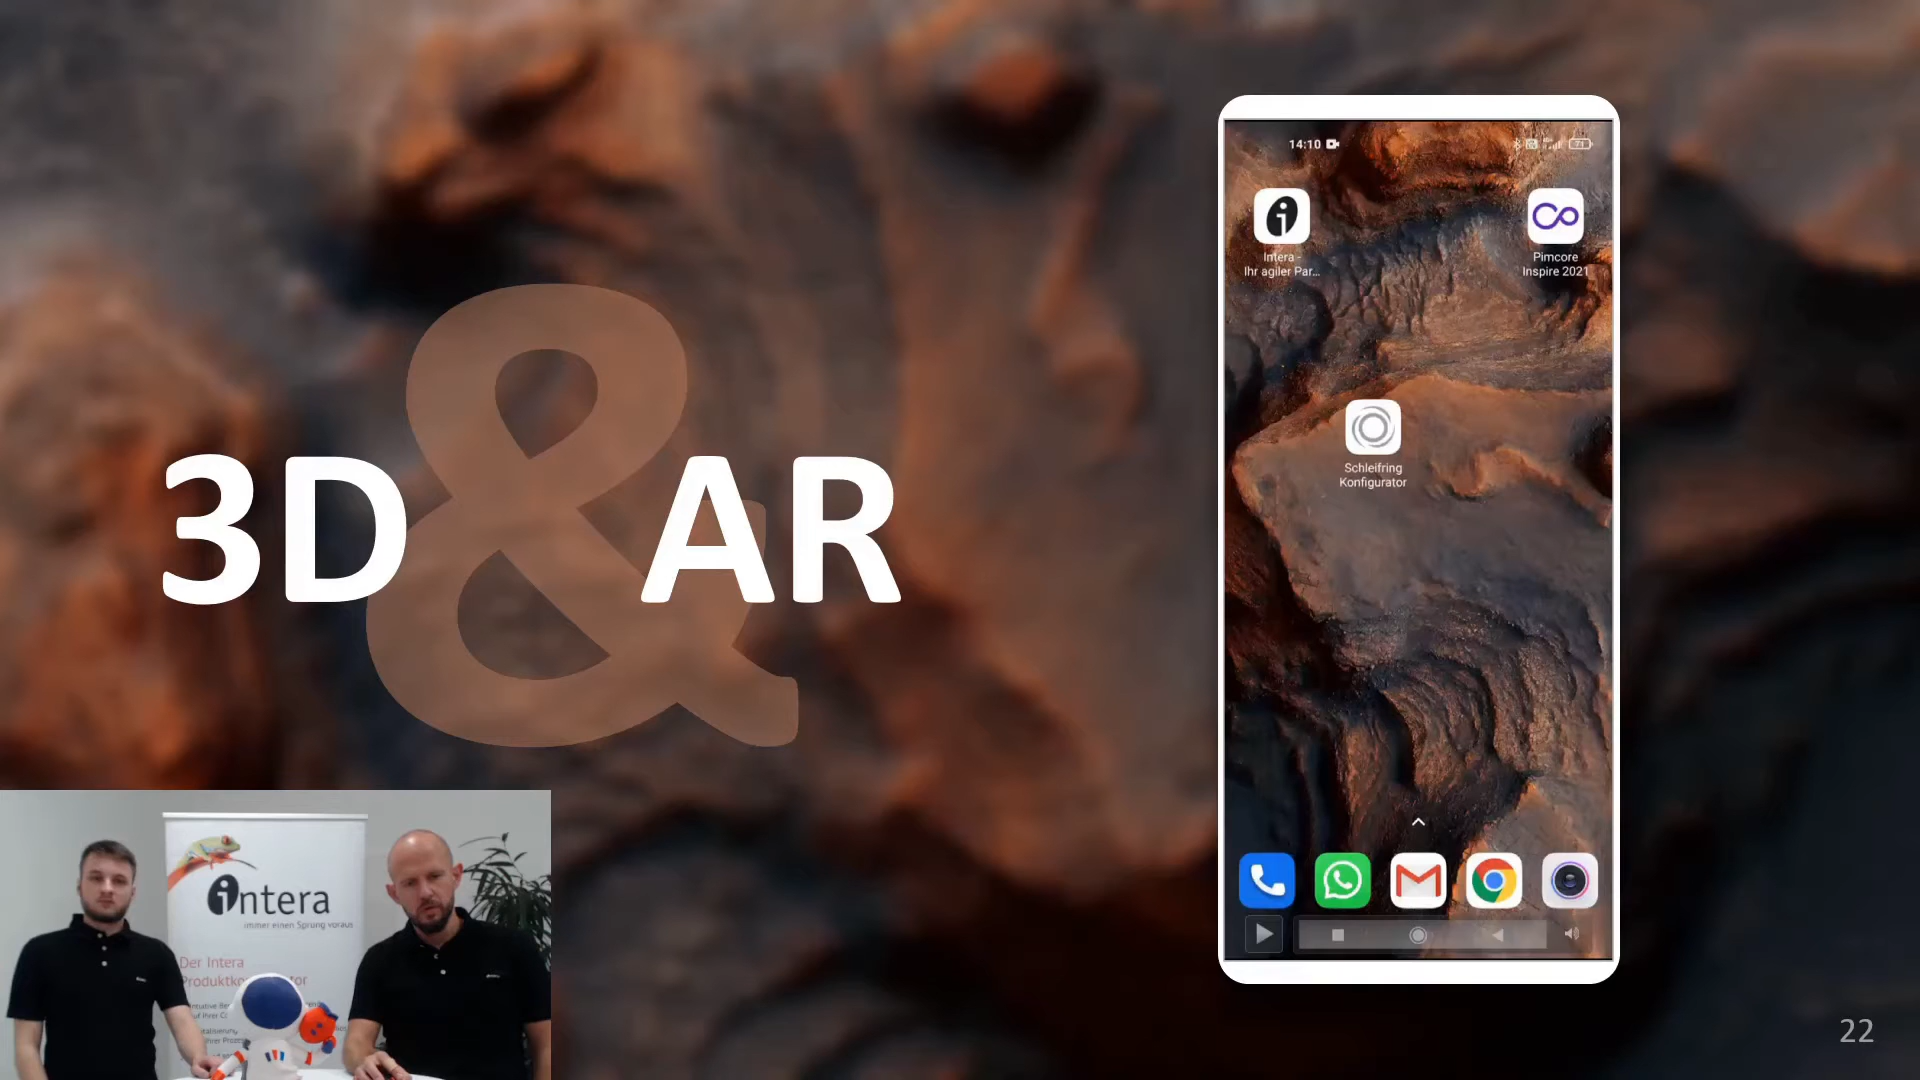 3D & AR
14:10
71
Intera -
Ihr agiler Par...
Pimcore
Inspire 2021
Schleifring
Konfigurator
intera
immer einen Sprung voraus
Der Intera
22